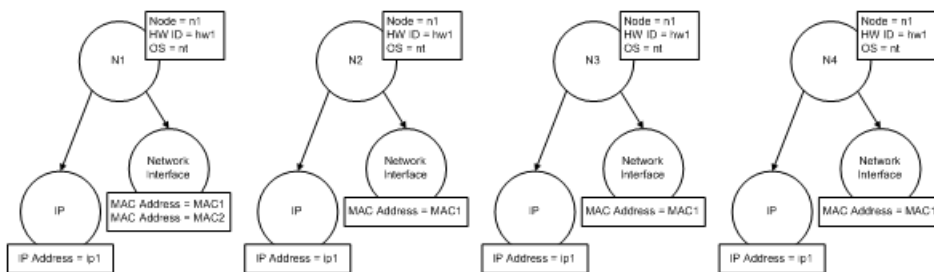 Node = n1
HW ID = hw1
OS = nt
N1
Network
Interface
MAC Address = MAC1
MAC Address = MAC2
IP
IP Address = ip1
Node = n1
HW ID = hw1
OS = nt
N2
Network
Interface
MAC Address = MAC1
IP
IP Address = ip1
Node = n1
HW ID = hw1
OS = nt
N3
Network
Interface
MAC Address = MAC1
IP
IP Address = ip1
Node = n1
HW ID = hw1
OS = nt
N4
Network
Interface
MAC Address = MAC1
IP
IP Address = ip1